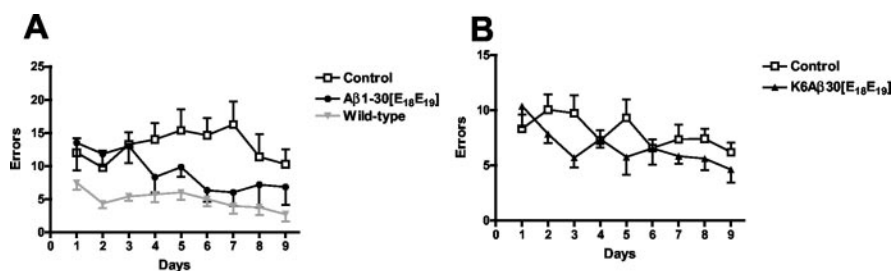 A
Errors
25
20
15
10
5
0
0 1 2 3 4 5 6 7 8 9
Days
Control
Aβ1-30[E₁₈E₁₉]
Wild-type
B
Errors
15
10
5
0
0 1 2 3 4 5 6 7 8 9
Days
Control
K6Aβ30[E₁₈E₁₉]